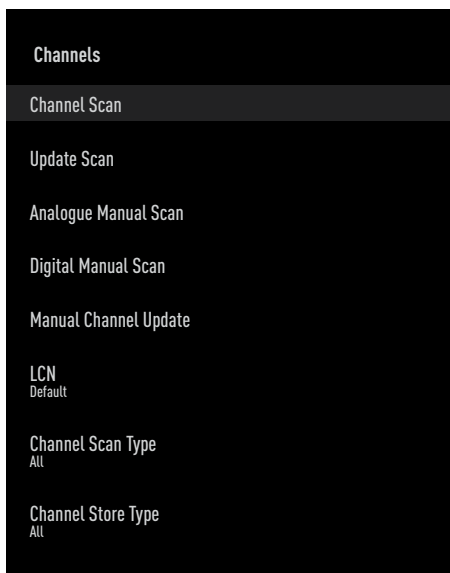 Channels
Channel Scan
Update Scan
Analogue Manual Scan
Digital Manual Scan
Manual Channel Update
LCN
Default
Channel Scan Type
All
Channel Store Type
All